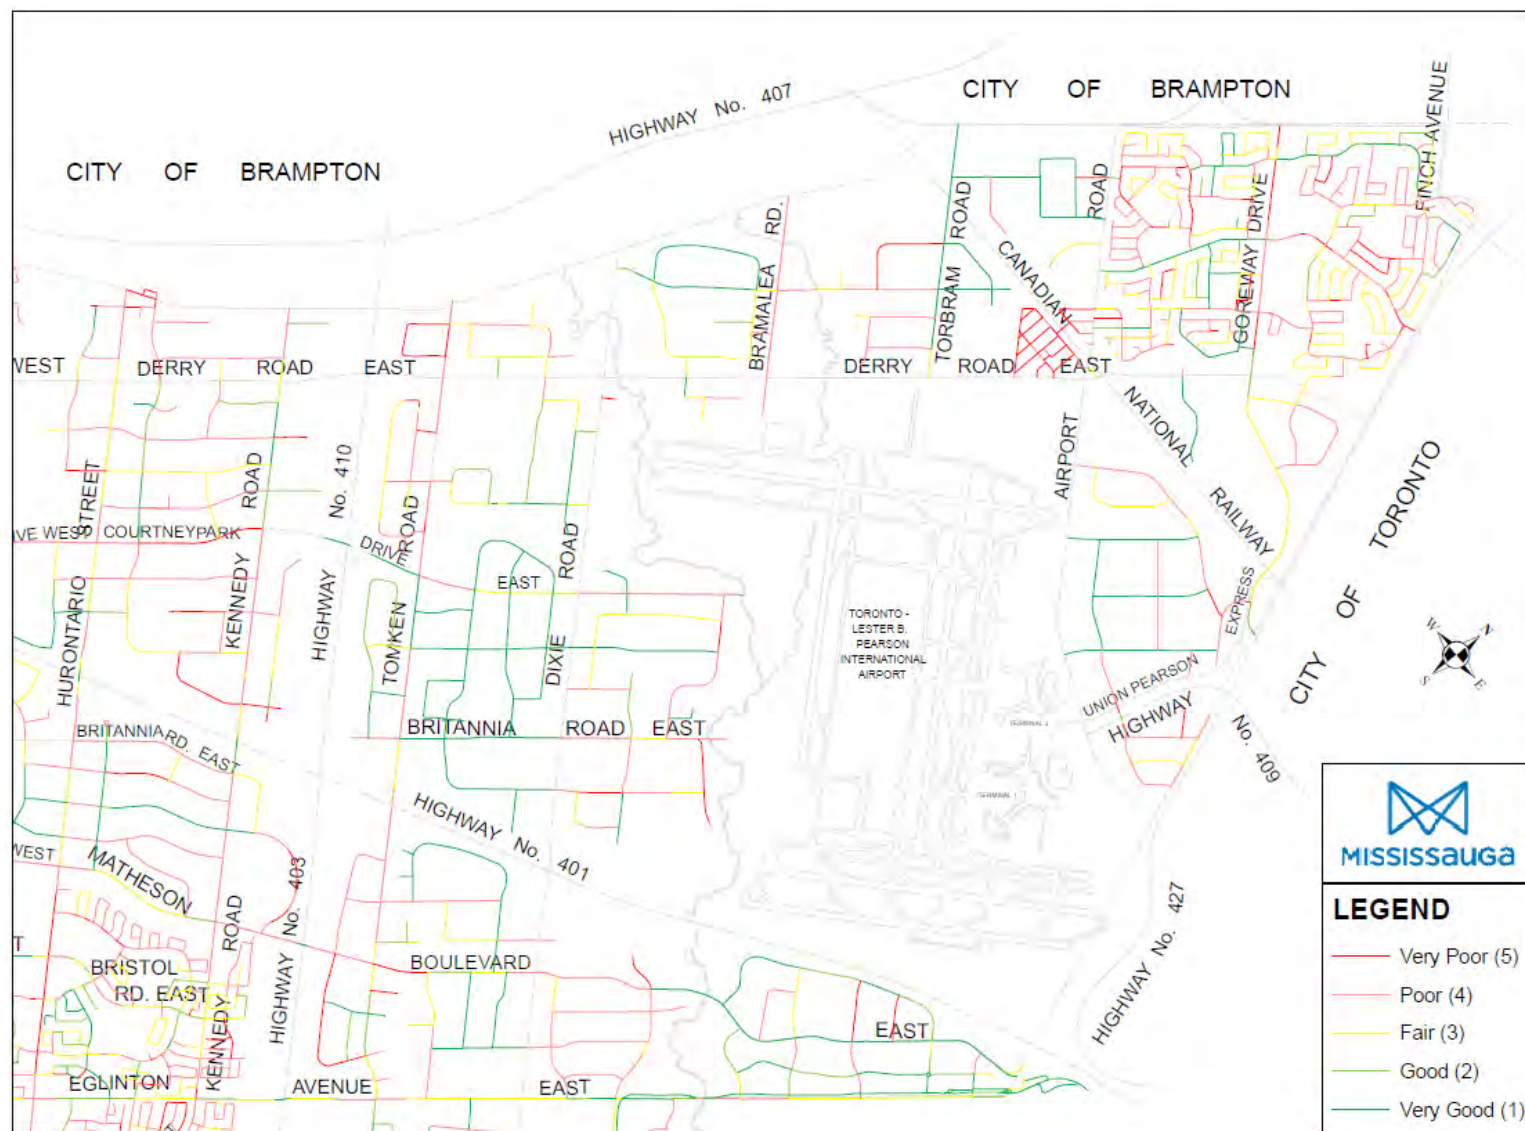 CITY OF BRAMPTON
HIGHWAY No. 407
CITY OF BRAMPTON
FINCH AVENUE
BRAMALEA RD.
TORBRAM ROAD
CANADIAN
ROAD
GOREWAY DRIVE
WEST DERRY ROAD EAST
DERRY ROAD EAST
NATIONAL
RAILWAY
AIRPORT
CITY OF TORONTO
HURONTARIO STREET
KENNEDY ROAD
HIGHWAY No. 410
TOMKEN ROAD
DIXIE ROAD
IVE WEST COURTNEYPARK
DRIVE
EAST
TORONTO -
LESTER B.
PEARSON
INTERNATIONAL
AIRPORT
UNION PEARSON
EXPRESS
HIGHWAY
No. 409
TERMINAL 1
BRITANNIA RD. EAST
BRITANNIA ROAD EAST
HIGHWAY No. 401
WEST
MATHESON
BOULEVARD
EAST
KENNEDY ROAD
HIGHWAY No. 403
HIGHWAY No. 427
T
BRISTOL
RD. EAST
EGLINTON AVENUE EAST
W
N
S
E
MISSISSauGa
LEGEND
Very Poor (5)
Poor (4)
Fair (3)
Good (2)
Very Good (1)